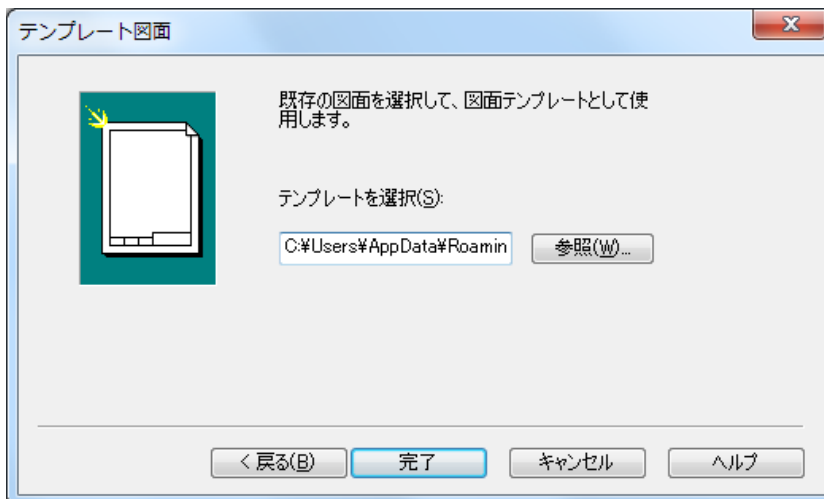 テンプレート図面
既存の図面を選択して、図面テンプレートとして使
用します。
テンプレートを選択(S):
C:¥Users¥AppData¥Roamin
参照(W)...
< 戻る(B)
完了
キャンセル
ヘルプ